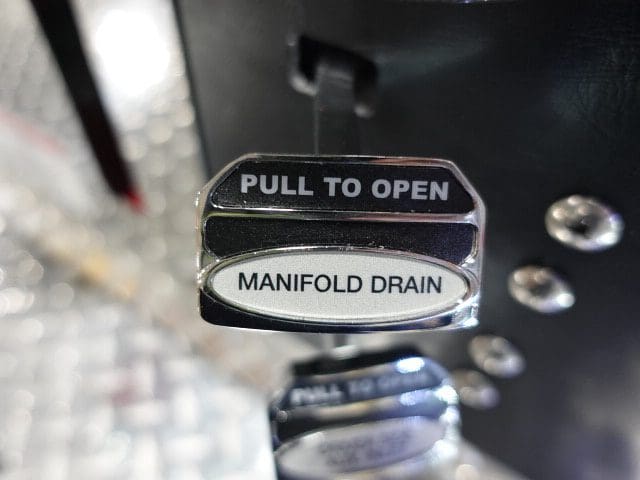 PULL TO OPEN
MANIFOLD DRAIN
PULL TO OPEN